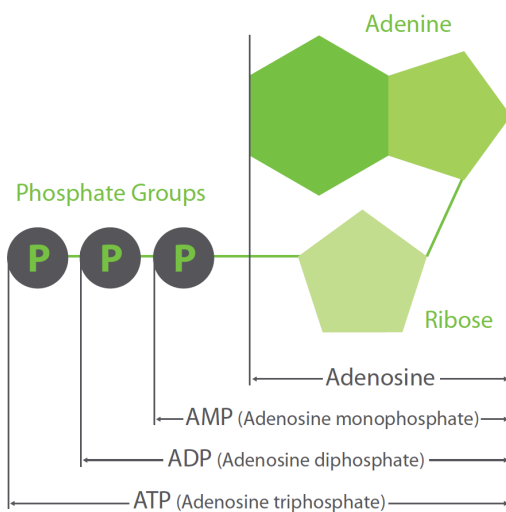 Adenine
Phosphate Groups
P P P
Ribose
Adenosine
AMP (Adenosine monophosphate)
ADP (Adenosine diphosphate)
ATP (Adenosine triphosphate)